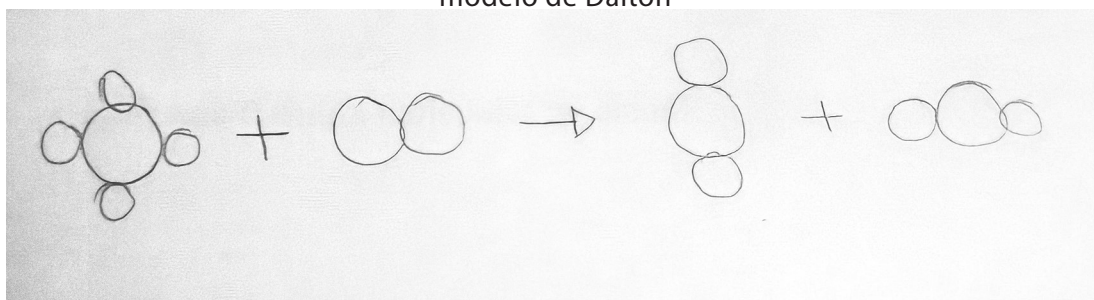 modelo de Dalton
+ → +